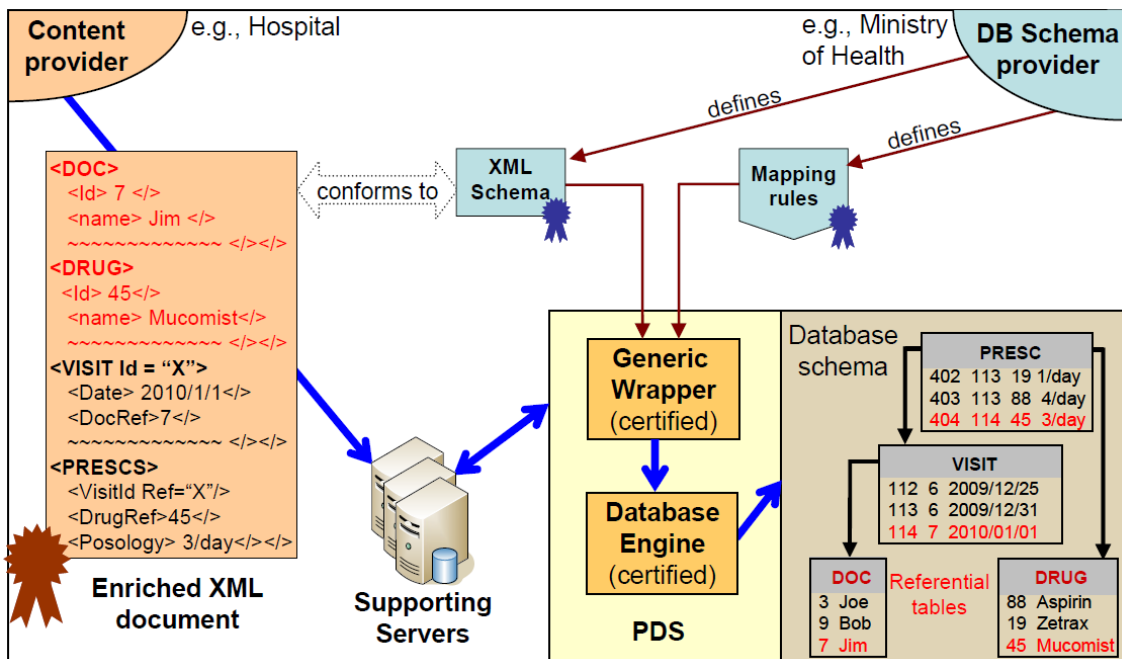 Content
provider
e.g., Hospital
e.g., Ministry
of Health
DB Schema
provider
defines
defines
<DOC>
<Id> 7 </>
<name> Jim </>
~~~~~~~~~~~~~ </></>
<DRUG>
<Id> 45</>
<name> Mucomist</>
~~~~~~~~~~~~~ </></>
<VISIT Id = “X”>
<Date> 2010/1/1</>
<DocRef>7</>
~~~~~~~~~~~~~ </></>
<PRESCS>
<VisitId Ref=“X”/>
<DrugRef>45</>
<Posology> 3/day</></>
Enriched XML
document
conforms to
XML
Schema
Mapping
rules
Supporting
Servers
Generic
Wrapper
(certified)
Database
Engine
(certified)
PDS
Database
schema
PRESC
402 113 19 1/day
403 113 88 4/day
404 114 45 3/day
VISIT
112 6 2009/12/25
113 6 2009/12/31
114 7 2010/01/01
DOC
3 Joe
9 Bob
7 Jim
Referential
tables
DRUG
88 Aspirin
19 Zetrax
45 Mucomist